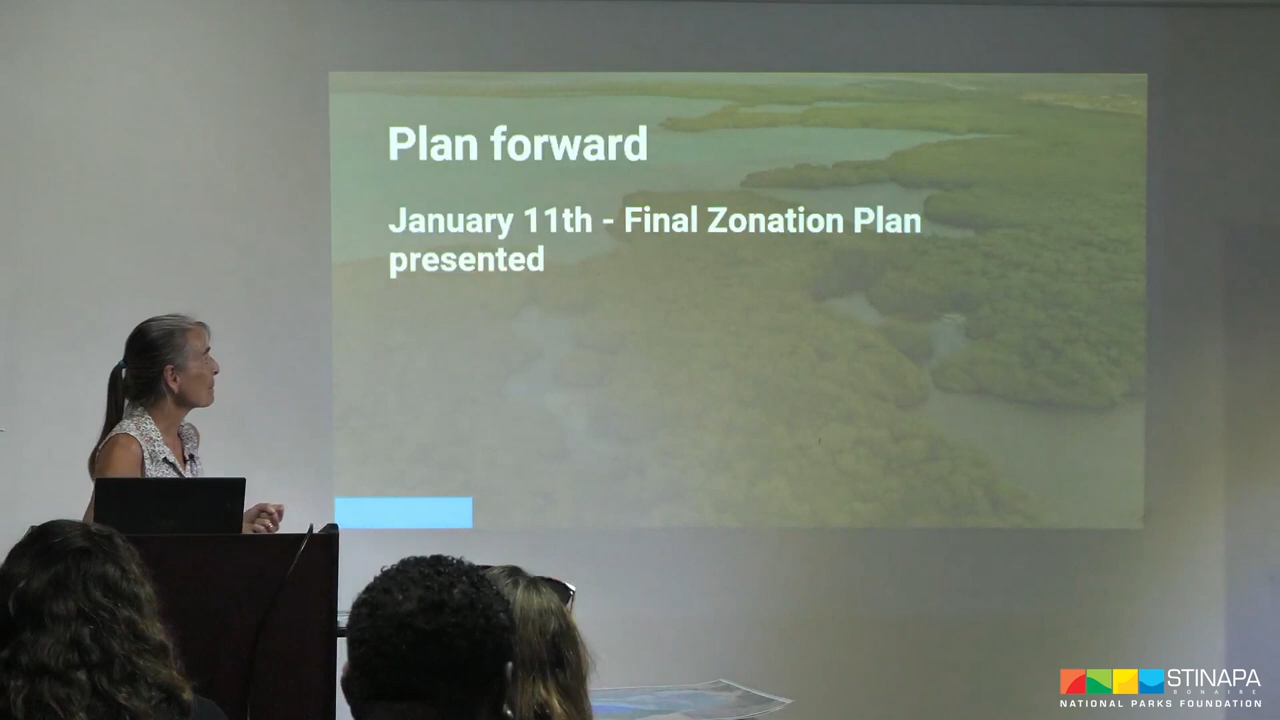 Plan forward
January 11th - Final Zonation Plan
presented
STINAPA
BONAIRE
NATIONAL PARKS FOUNDATION